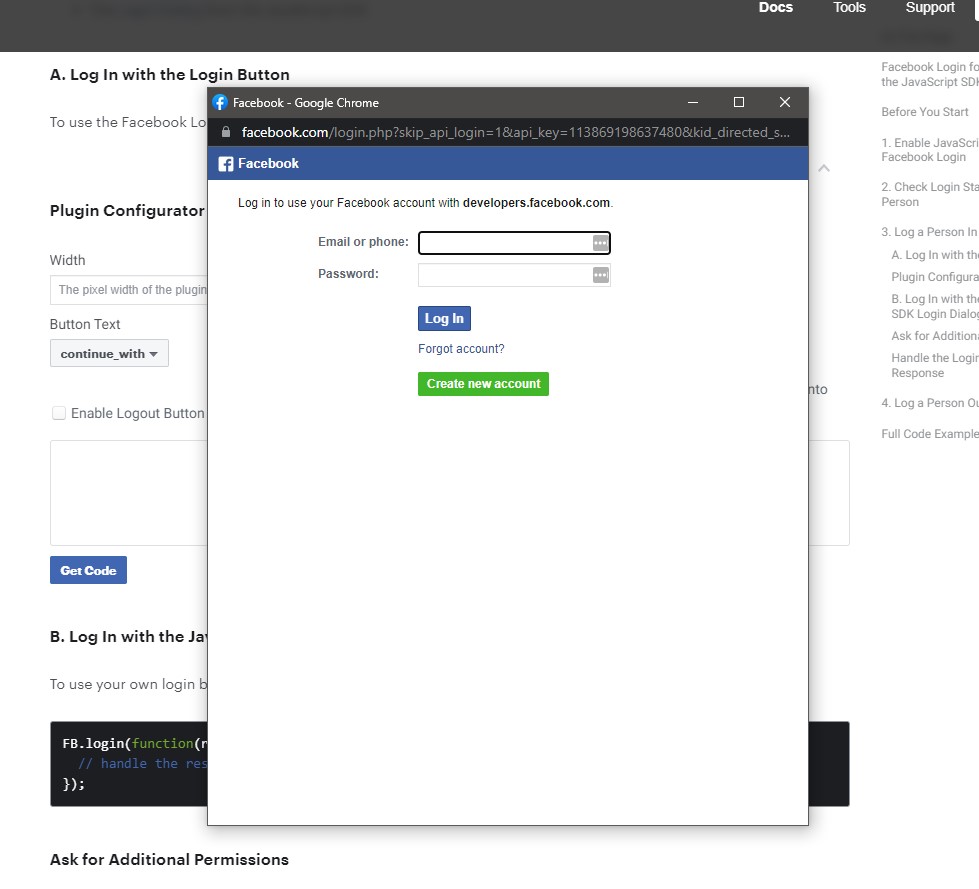 Docs Tools Support
A. Log In with the Login Button
To use the Facebook Lo
Facebook - Google Chrome
facebook.com/login.php?skip_api_login=1&api_key=113869198637480&kid_directed_s...
Facebook
Log in to use your Facebook account with developers.facebook.com.
Email or phone:
Password:
Log In
Forgot account?
Create new account
Plugin Configurator
Width
The pixel width of the plugin
Button Text
continue_with
nto
Enable Logout Button
Get Code
B. Log In with the Jav
To use your own login b
FB.login(function(r
// handle the res
});
Ask for Additional Permissions
Facebook Login fo
the JavaScript SDK
Before You Start
1. Enable JavaScri
Facebook Login
2. Check Login Sta
Person
3. Log a Person In
A. Log In with the
Plugin Configura
B. Log In with the
SDK Login Dialog
Ask for Additiona
Handle the Login
Response
4. Log a Person Ou
Full Code Example